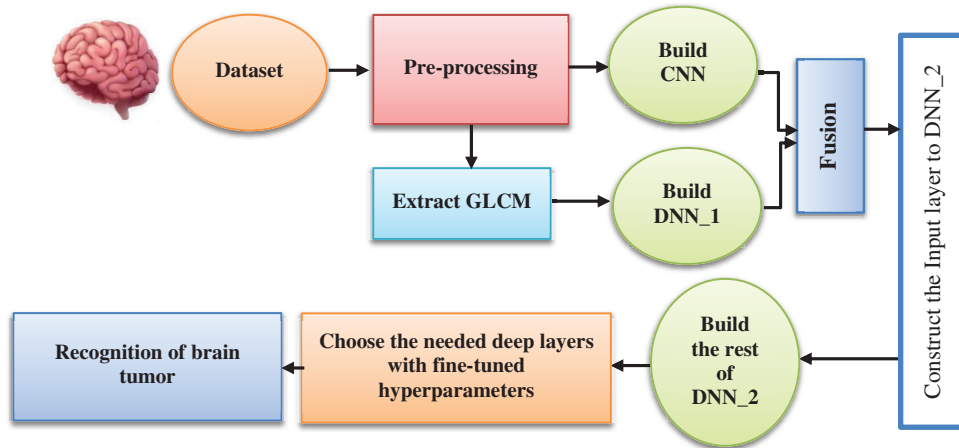 Dataset
Pre-processing
Build
CNN
Extract GLCM
Build
DNN_1
Fusion
Construct the Input layer to DNN_2
Build
the rest
of
DNN_2
Choose the needed deep layers
with fine-tuned
hyperparameters
Recognition of brain
tumor